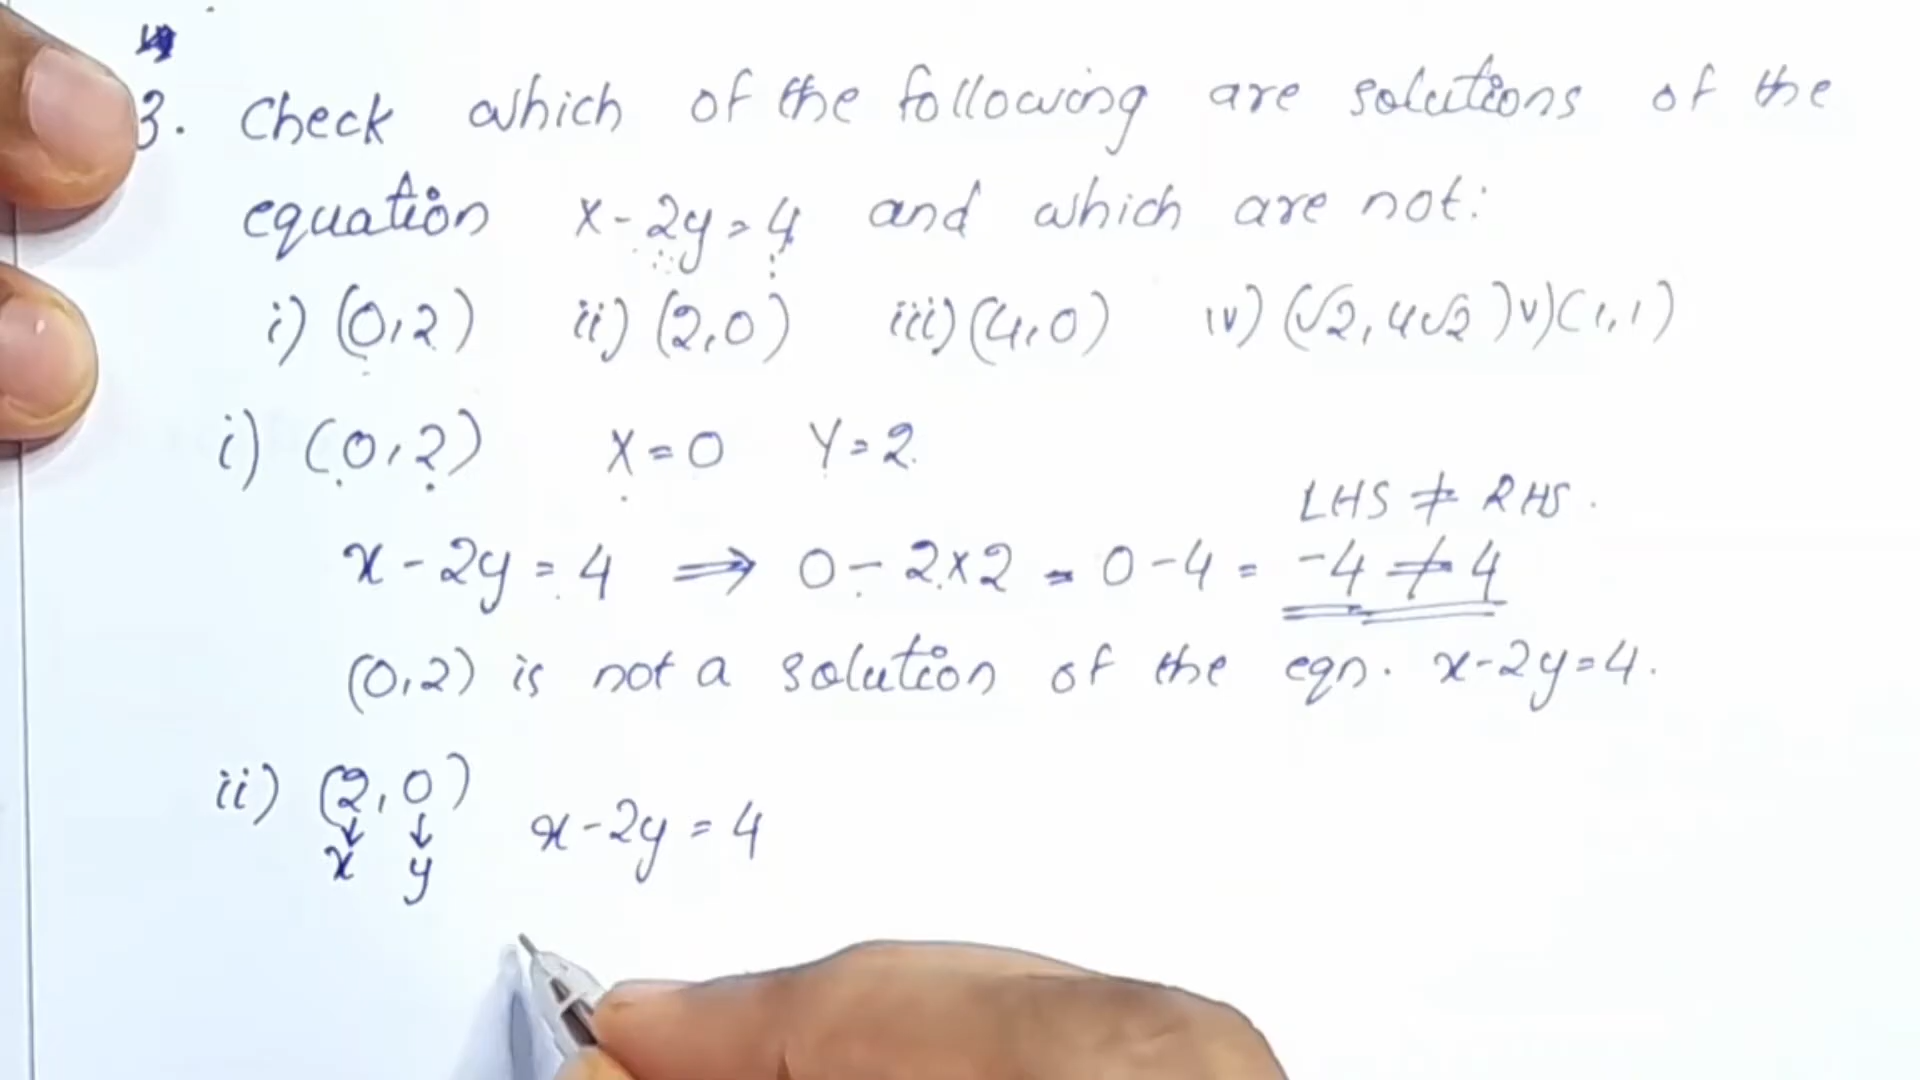 3. Check which of the following are solutions of the
equation x-2y=4 and which are not:
i) (0,2) ii) (2,0) iii) (4,0) iv) (√2, 4√2) v) (1,1)
i) (0,2) X=0 Y=2
LHS ≠ RHS.
x-2y=4 ⟹ 0-2×2 = 0-4 = -4 ≠ 4
(0,2) is not a solution of the eqn. x-2y=4.
ii) (2,0) x-2y=4
↓ ↓
x y